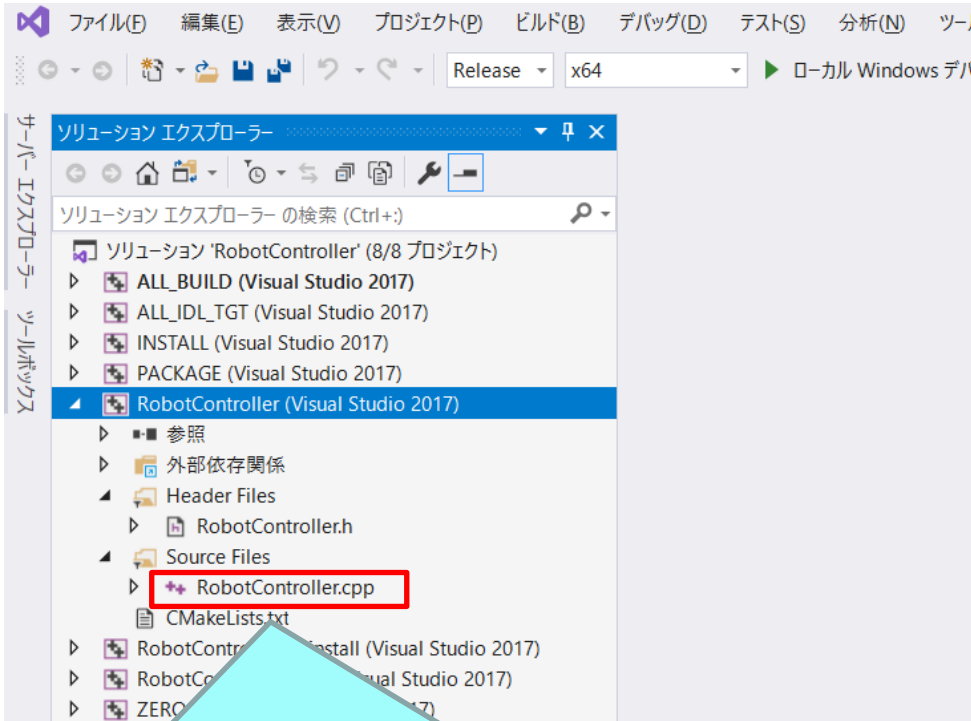 ファイル(F) 編集(E) 表示(V) プロジェクト(P) ビルド(B) デバッグ(D) テスト(S) 分析(N)
Release x64 ローカル Windows
サーバー エクスプローラー
ツールボックス
ソリューション エクスプローラー
ソリューション エクスプローラー の検索 (Ctrl+:)
ソリューション 'RobotController' (8/8 プロジェクト)
ALL_BUILD (Visual Studio 2017)
ALL_IDL_TGT (Visual Studio 2017)
INSTALL (Visual Studio 2017)
PACKAGE (Visual Studio 2017)
RobotController (Visual Studio 2017)
参照
外部依存関係
Header Files
RobotController.h
Source Files
RobotController.cpp
CMakeLists.txt
(Visual Studio 2017)
Studio 2017)